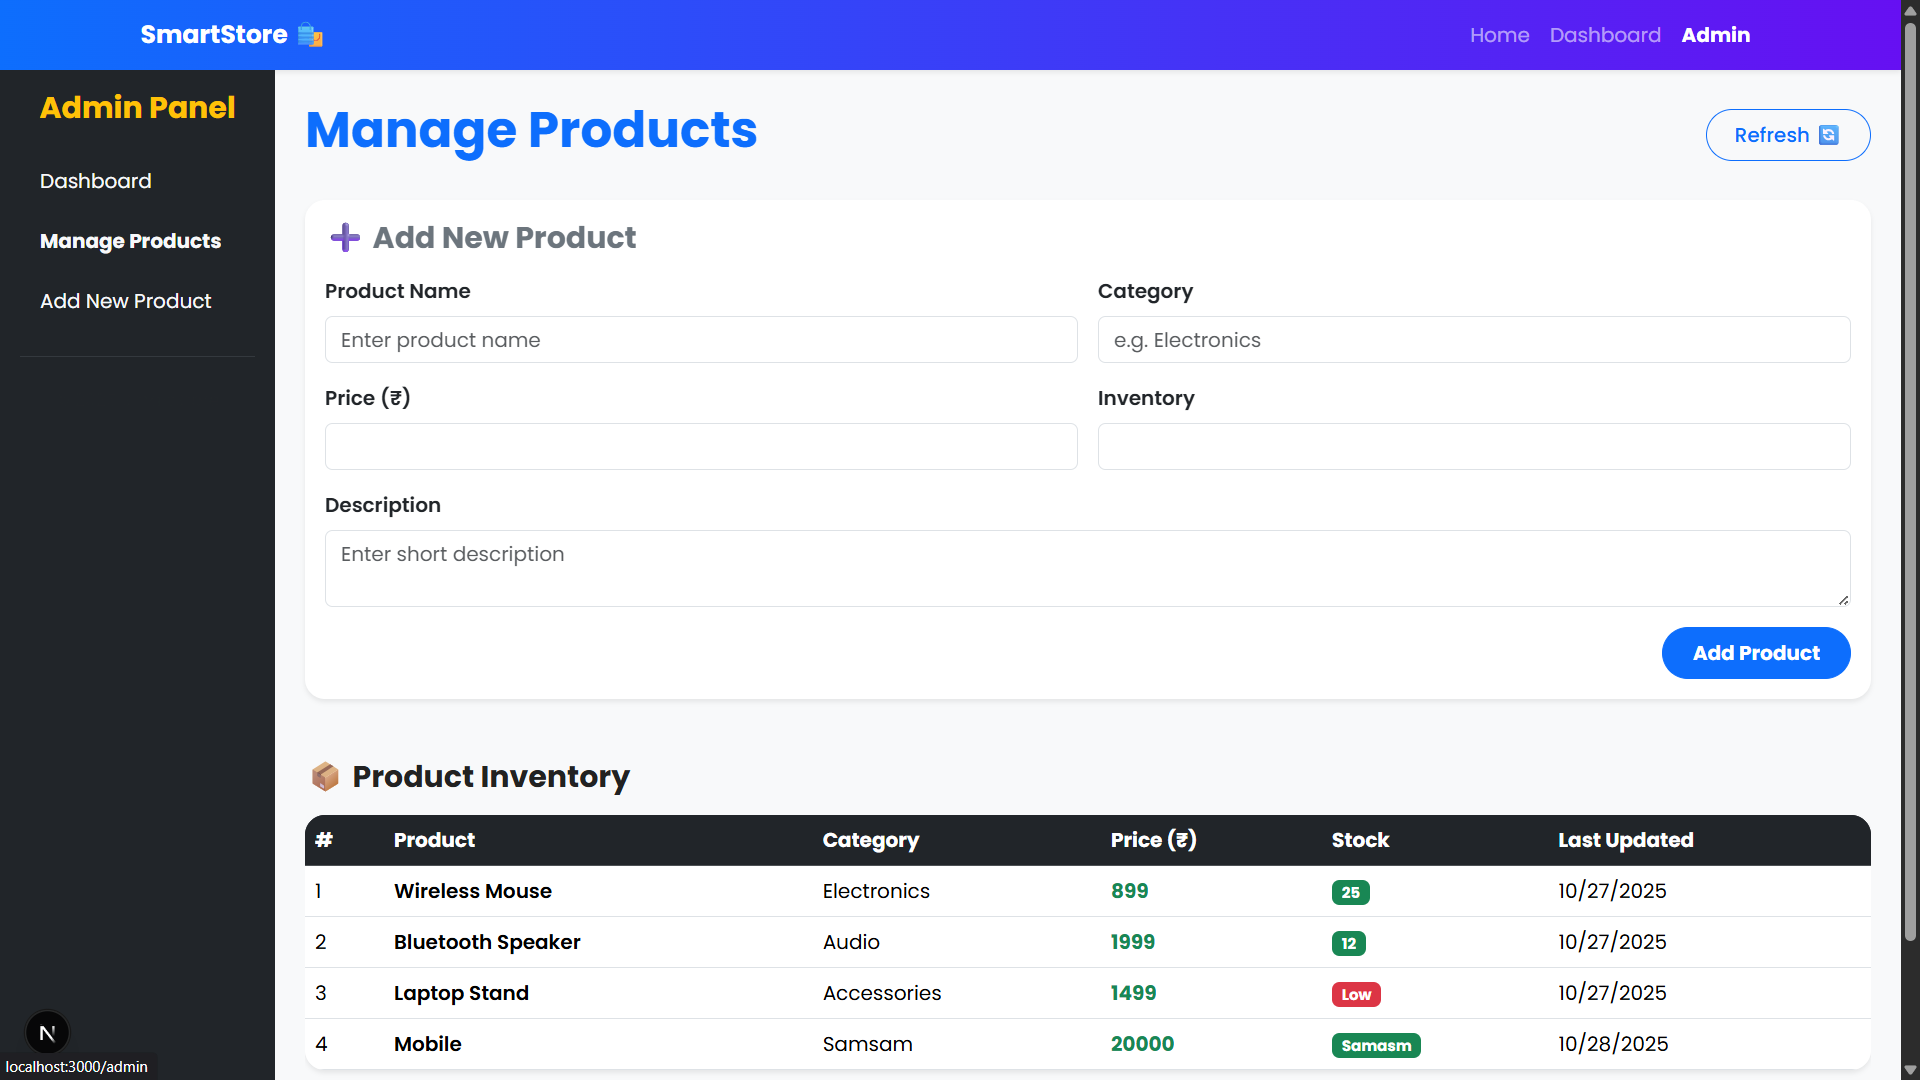 SmartStore 🛍️
Home Dashboard Admin
Admin Panel
Dashboard
Manage Products
Add New Product
Manage Products
Refresh 🔄
➕ Add New Product
Product Name
Category
Enter product name
e.g. Electronics
Price (₹)
Inventory
Description
Enter short description
Add Product
📦 Product Inventory
# Product Category Price (₹) Stock Last Updated
1 Wireless Mouse Electronics 899 25 10/27/2025
2 Bluetooth Speaker Audio 1999 12 10/27/2025
3 Laptop Stand Accessories 1499 Low 10/27/2025
4 Mobile Samsam 20000 Samasm 10/28/2025
N
localhost:3000/admin